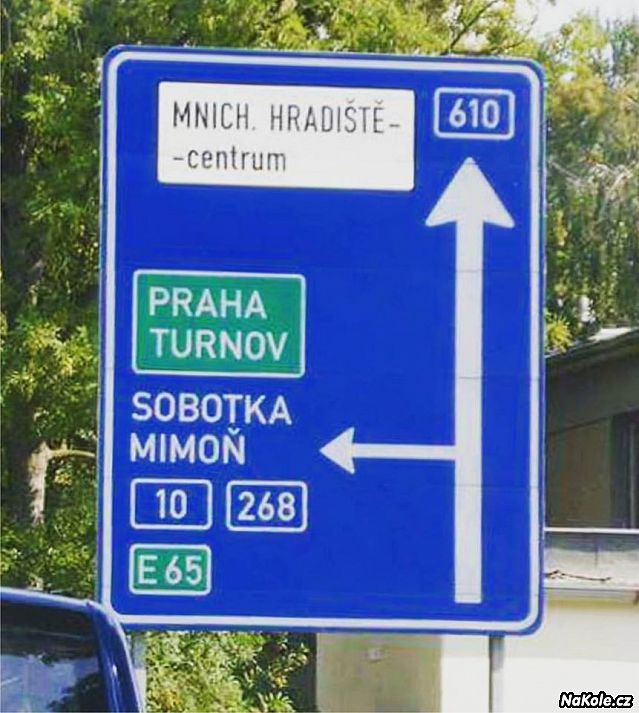 MNICH. HRADIŠTĚ-
-centrum
610
PRAHA
TURNOV
SOBOTKA
MIMOŇ
10 268
E 65
NaKole.cz